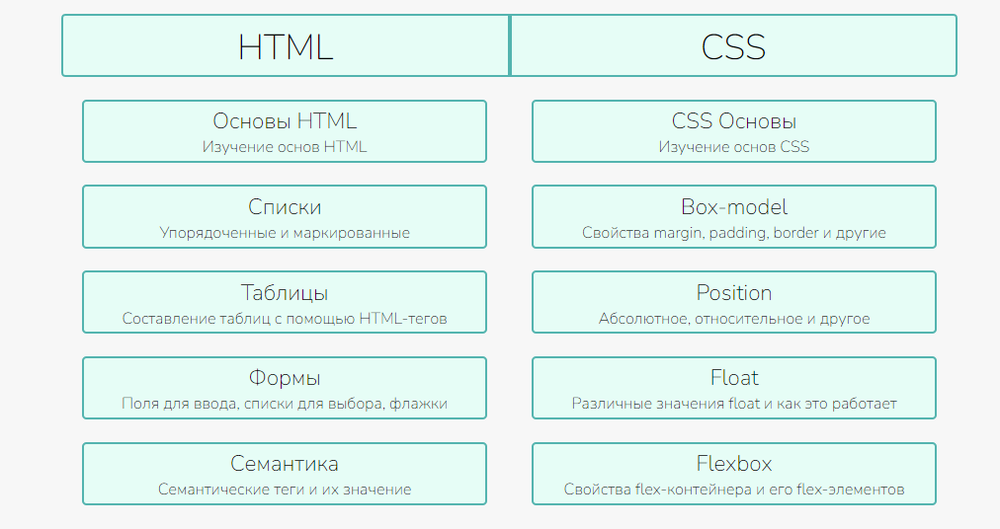 HTML
CSS
Основы HTML
Изучение основ HTML
Списки
Упорядоченные и маркированные
Таблицы
Составление таблиц с помощью HTML-тегов
Формы
Поля для ввода, списки для выбора, флажки
Семантика
Семантические теги и их значение
CSS Основы
Изучение основ CSS
Box-model
Свойства margin, padding, border и другие
Position
Абсолютное, относительное и другое
Float
Различные значения float и как это работает
Flexbox
Свойства flex-контейнера и его flex-элементов